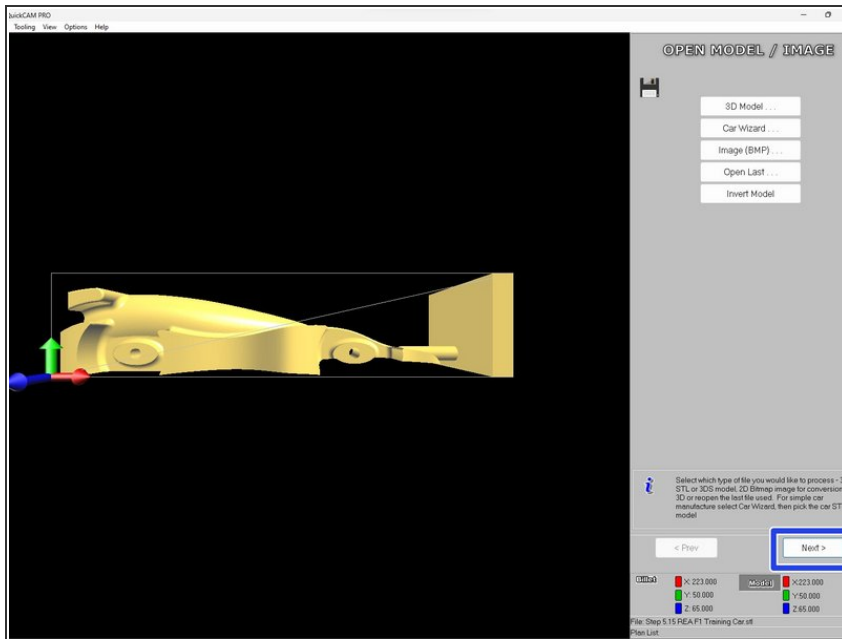 QuickCAM PRO
Tooling View Options Help
OPEN MODEL / IMAGE
3D Model . . .
Car Wizard . . .
Image (BMP) . . .
Open Last . . .
Invert Model
Select which type of file you would like to process -
STL or 3DS model, 2D Bitmap image for conversion
3D or reopen the last file used. For simple car
manufacture select Car Wizard, then pick the car ST
model
< Prev
Next >
Billet X: 223.000 Model X:223.000
Y: 50.000 Y:50.000
Z: 65.000 Z:65.000
File: Step 5.15 REA F1 Training Car.stl
Plan List